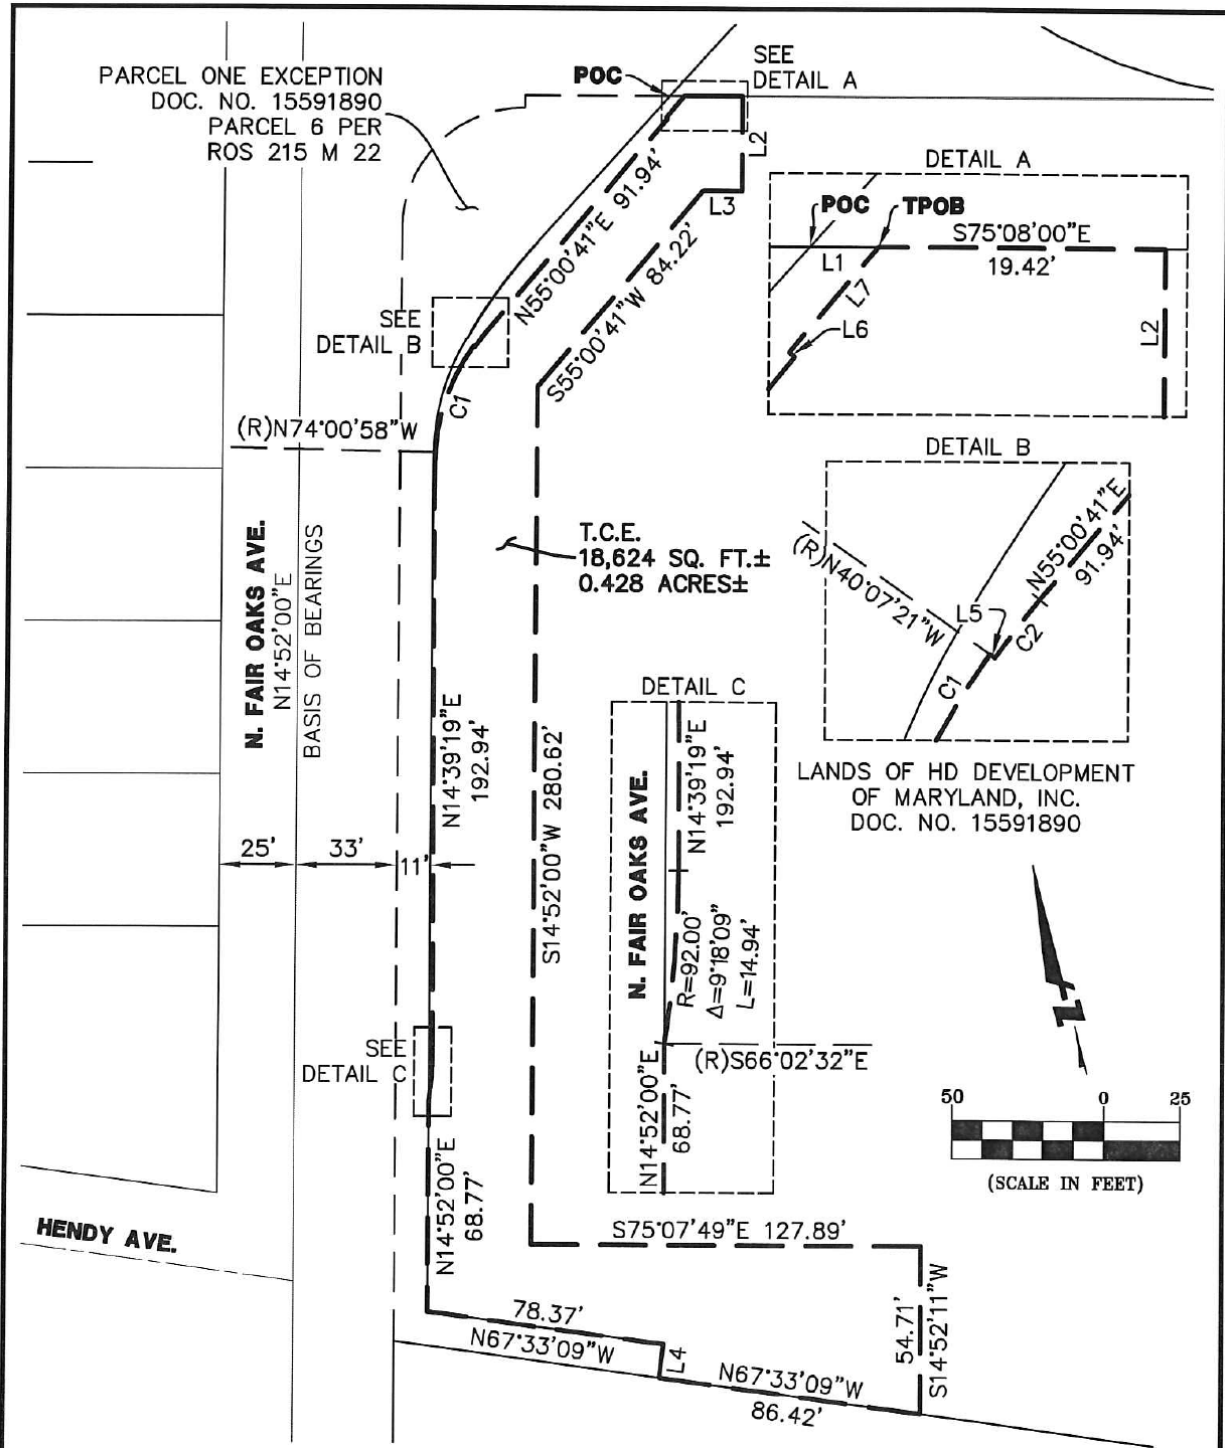 PARCEL ONE EXCEPTION
DOC. NO. 15591890
PARCEL 6 PER
ROS 215 M 22
POC
SEE
DETAIL A
L2
L3
N55°00'41"E 91.94'
S55°00'41"W 84.22'
DETAIL A
POC
TPOB
S75°08'00"E
19.42'
L1
L7
L6
L2
SEE
DETAIL B
C1
(R)N74°00'58"W
DETAIL B
(R)N40°07'21"W
N55°00'41"E
91.94'
L5
C2
C1
N. FAIR OAKS AVE.
N14°52'00"E
BASIS OF BEARINGS
T.C.E.
18,624 SQ. FT.±
0.428 ACRES±
N14°39'19"E
192.94'
S14°52'00"W 280.62'
DETAIL C
N. FAIR OAKS AVE.
N14°39'19"E
192.94'
R=92.00'
Δ=9°18'09"
L=14.94'
(R)S66°02'32"E
N14°52'00"E
68.77'
LANDS OF HD DEVELOPMENT
OF MARYLAND, INC.
DOC. NO. 15591890
25'
33'
11'
SEE
DETAIL C
N14°52'00"E
68.77'
Z
50 0 25
(SCALE IN FEET)
HENDY AVE.
S75°07'49"E 127.89'
54.71'
S14°52'11"W
78.37'
N67°33'09"W
L4
N67°33'09"W
86.42'